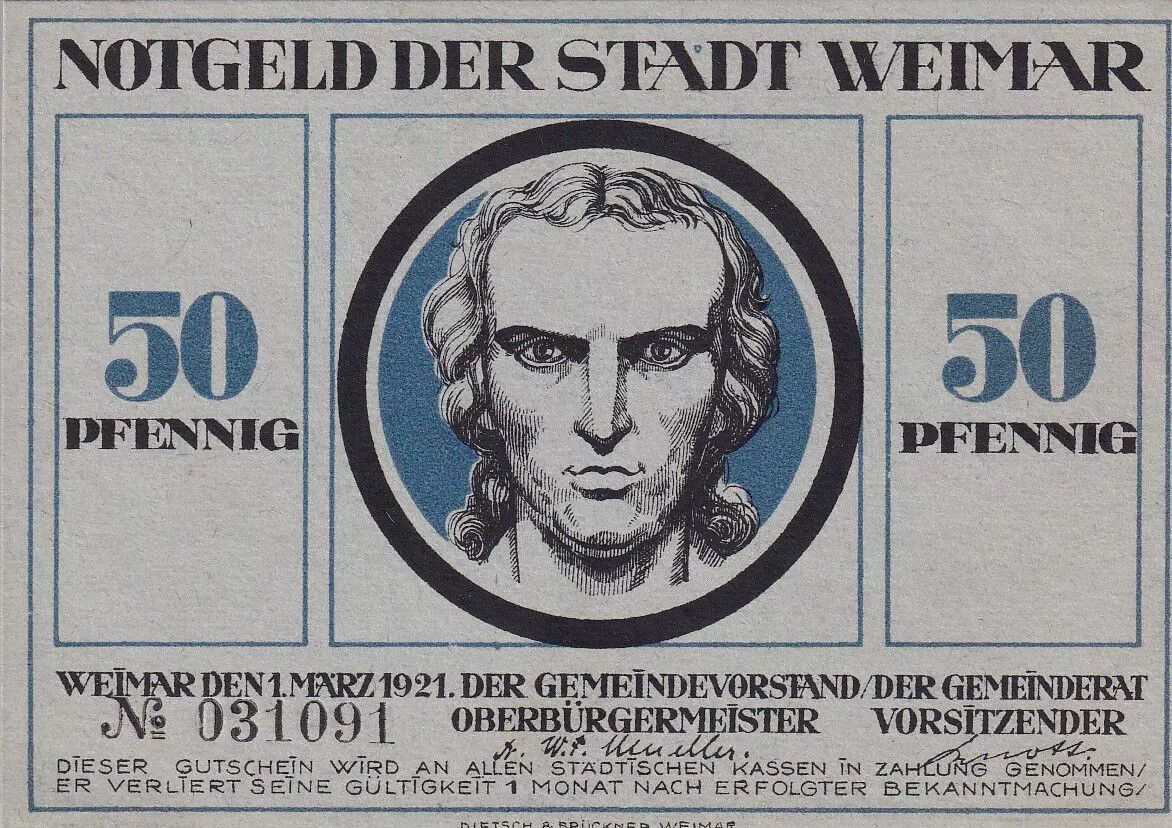 NOTGELD DER STADT WEIMAR
50
PFENNIG
50
PFENNIG
WEIMAR DEN 1. MÄRZ 1921. DER GEMEINDEVORSTAND/DER GEMEINDERAT
No 031091 OBERBÜRGERMEISTER VORSITZENDER
Mueller.
DIESER GUTSCHEIN WIRD AN ALLEN STÄDTISCHEN KASSEN IN ZAHLUNG GENOMMEN/
ER VERLIERT SEINE GÜLTIGKEIT 1 MONAT NACH ERFOLGTER BEKANNTMACHUNG/
DIETSCH & BRÜCKNER WEIMAR